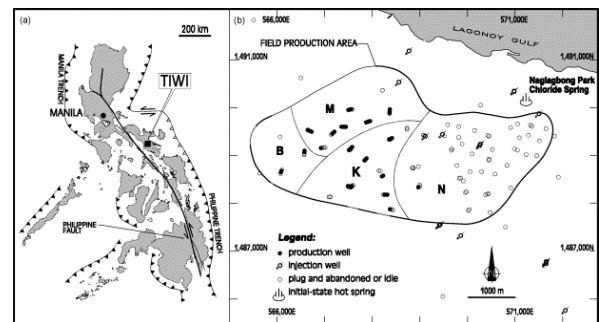 (a)
200 km
MANILA TRENCH
TIWI
MANILA
PHILIPPINE TRENCH
PHILIPPINE
FAULT
(b)
566,000E
571,000E
LAGONOY GULF
1,491,000N
1,491,000N
FIELD PRODUCTION AREA
Naglagbong Park
Chloride Spring
M
B
K
N
1,487,000N
1,487,000N
Legend:
production well
injection well
plug and abandoned or idle
initial-state hot spring
1000 m
566,000E
571,000E